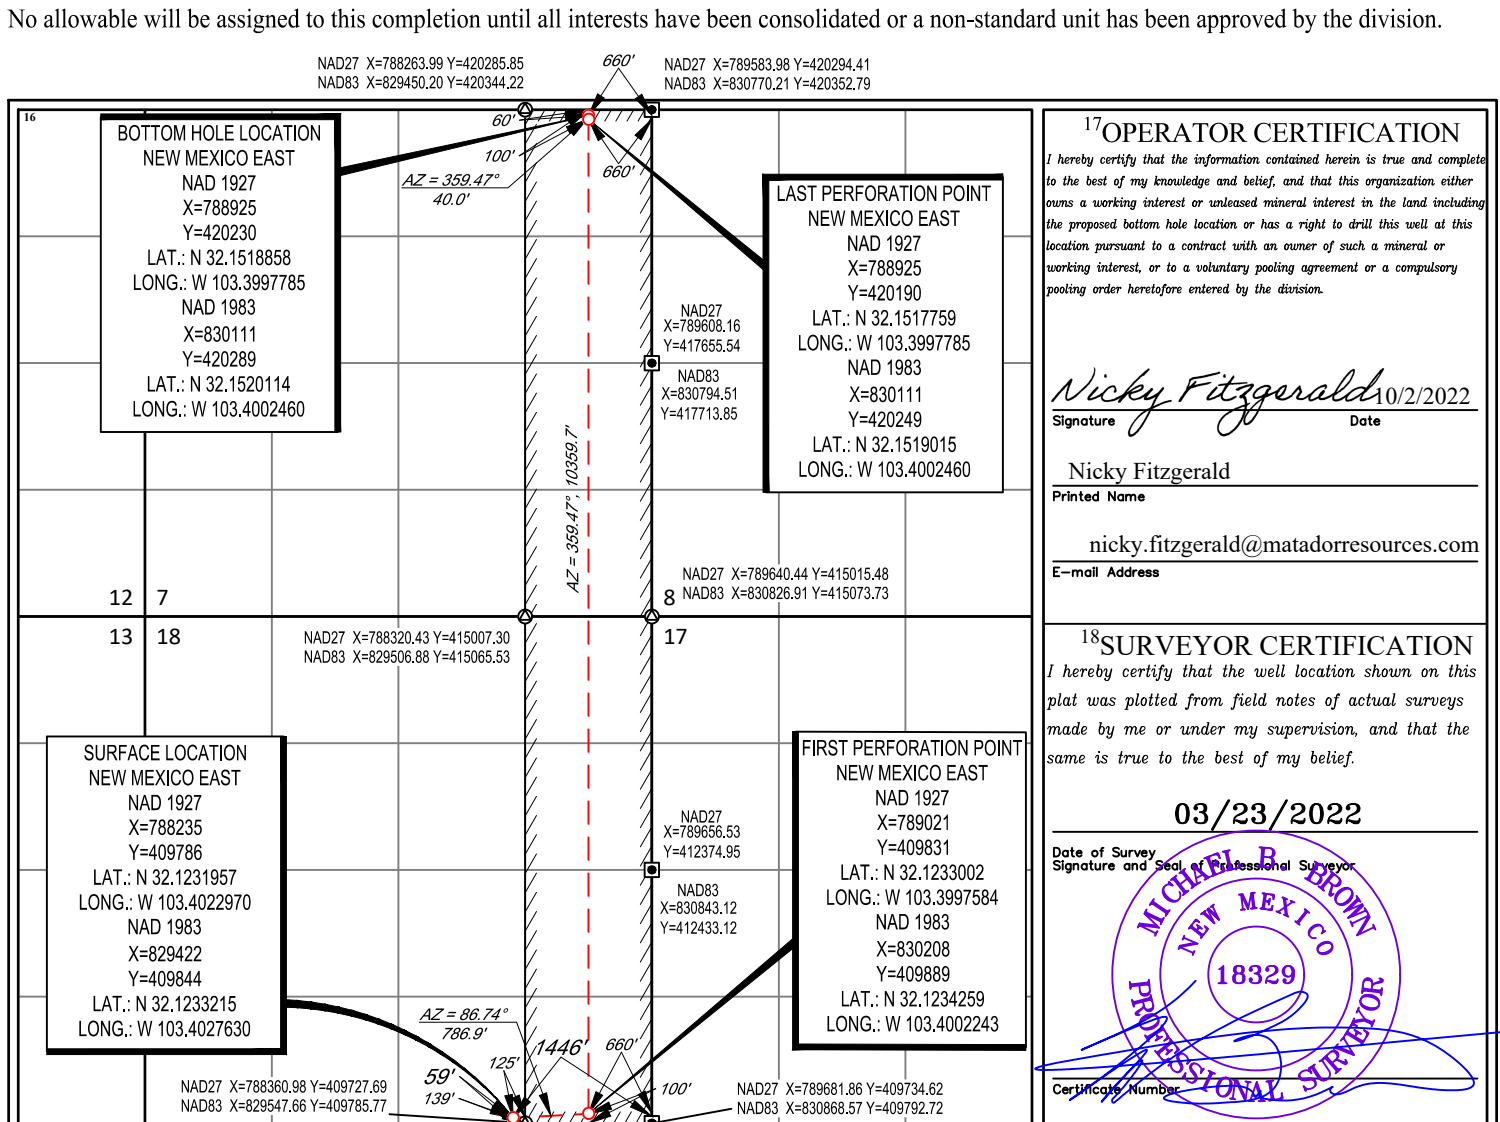 No allowable will be assigned to this completion until all interests have been consolidated or a non-standard unit has been approved by the division.
NAD27 X=788263.99 Y=420285.85
NAD83 X=829450.20 Y=420344.22
660'
NAD27 X=789583.98 Y=420294.41
NAD83 X=830770.21 Y=420352.79
16
BOTTOM HOLE LOCATION
NEW MEXICO EAST
NAD 1927
X=788925
Y=420230
LAT.: N 32.1518858
LONG.: W 103.3997785
NAD 1983
X=830111
Y=420289
LAT.: N 32.1520114
LONG.: W 103.4002460
60'
100'
AZ = 359.47°
40.0'
660'
LAST PERFORATION POINT
NEW MEXICO EAST
NAD 1927
X=788925
Y=420190
LAT.: N 32.1517759
LONG.: W 103.3997785
NAD 1983
X=830111
Y=420249
LAT.: N 32.1519015
LONG.: W 103.4002460
NAD27
X=789608.16
Y=417655.54
NAD83
X=830794.51
Y=417713.85
AZ = 359.47°, 10359.7'
NAD27 X=789640.44 Y=415015.48
NAD83 X=830826.91 Y=415073.73
12 7
8
13 18
17
NAD27 X=788320.43 Y=415007.30
NAD83 X=829506.88 Y=415065.53
SURFACE LOCATION
NEW MEXICO EAST
NAD 1927
X=788235
Y=409786
LAT.: N 32.1231957
LONG.: W 103.4022970
NAD 1983
X=829422
Y=409844
LAT.: N 32.1233215
LONG.: W 103.4027630
FIRST PERFORATION POINT
NEW MEXICO EAST
NAD 1927
X=789021
Y=409831
LAT.: N 32.1233002
LONG.: W 103.3997584
NAD 1983
X=830208
Y=409889
LAT.: N 32.1234259
LONG.: W 103.4002243
NAD27
X=789656.53
Y=412374.95
NAD83
X=830843.12
Y=412433.12
AZ = 86.74°
786.9'
1446'
660'
125'
59'
139'
100'
NAD27 X=788360.98 Y=409727.69
NAD83 X=829547.66 Y=409785.77
NAD27 X=789681.86 Y=409734.62
NAD83 X=830868.57 Y=409792.72
17OPERATOR CERTIFICATION
I hereby certify that the information contained herein is true and complete
to the best of my knowledge and belief, and that this organization either
owns a working interest or unleased mineral interest in the land including
the proposed bottom hole location or has a right to drill this well at this
location pursuant to a contract with an owner of such a mineral or
working interest, or to a voluntary pooling agreement or a compulsory
pooling order heretofore entered by the division.
Nicky Fitzgerald 10/2/2022
Signature Date
Nicky Fitzgerald
Printed Name
nicky.fitzgerald@matadorresources.com
E-mail Address
18SURVEYOR CERTIFICATION
I hereby certify that the well location shown on this
plat was plotted from field notes of actual surveys
made by me or under my supervision, and that the
same is true to the best of my belief.
03/23/2022
Date of Survey
Signature and Seal of Professional Surveyor
MICHAEL B. BROWN
NEW MEXICO
18329
PROFESSIONAL SURVEYOR
Certificate Number